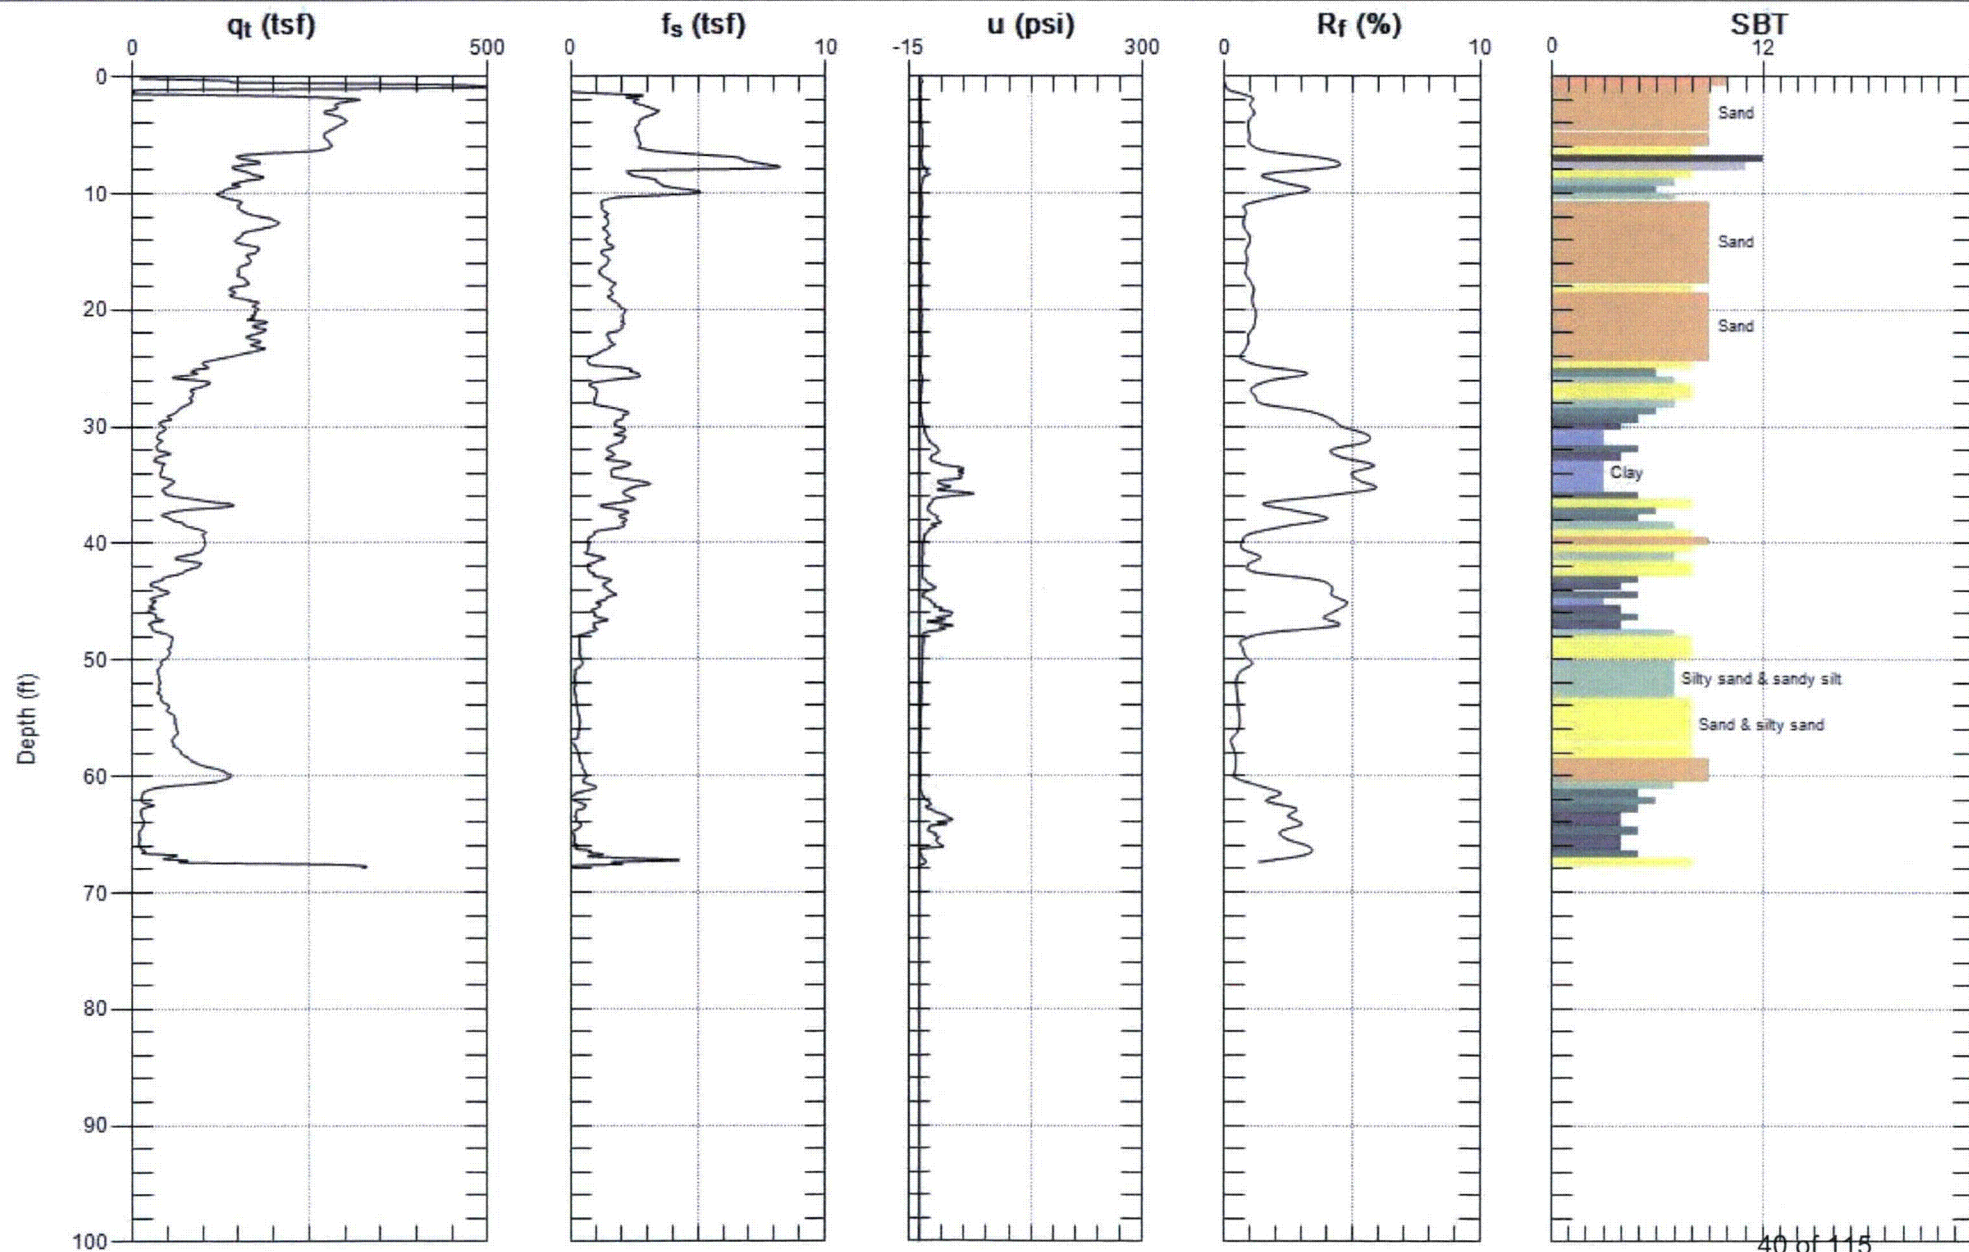 qt (tsf) fs (tsf) u (psi) Rf (%) SBT
0 500 0 10 -15 300 0 10 0 12
0
Sand
10
Sand
20
Sand
30
Clay
40
50
Silty sand & sandy silt
Depth (ft)
Sand & silty sand
60
70
80
90
100
40 of 115